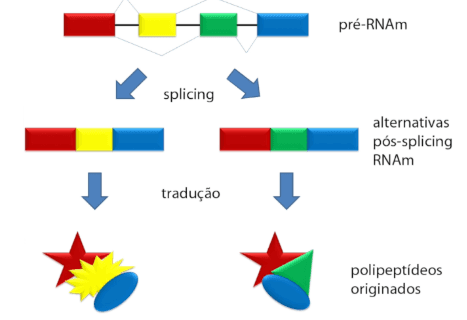 pré-RNAm
splicing
alternativas
pós-splicing
RNAm
tradução
polipeptídeos
originados